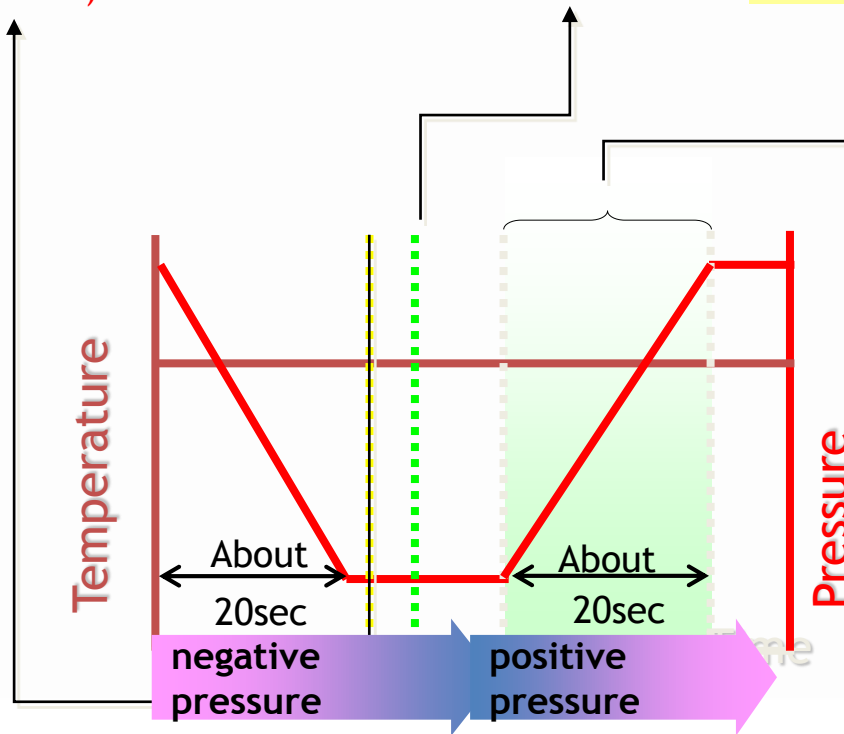 Temperature
Pressure
About
20sec
About
20sec
negative
pressure
positive
pressure